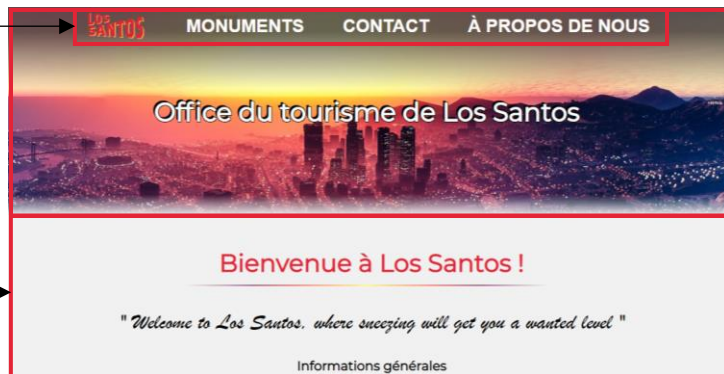 LOS SANTOS MONUMENTS CONTACT À PROPOS DE NOUS
Office du tourisme de Los Santos
Bienvenue à Los Santos !
" Welcome to Los Santos, where sneezing will get you a wanted level "
Informations générales